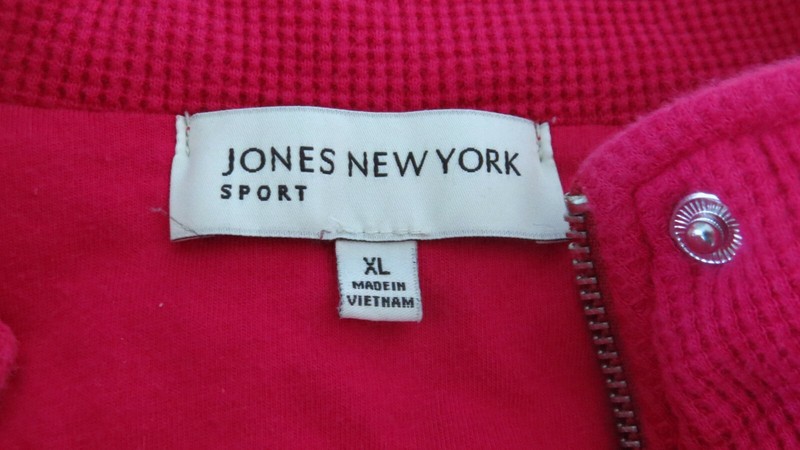 JONES NEW YORK
SPORT
XL
MADE IN
VIETNAM